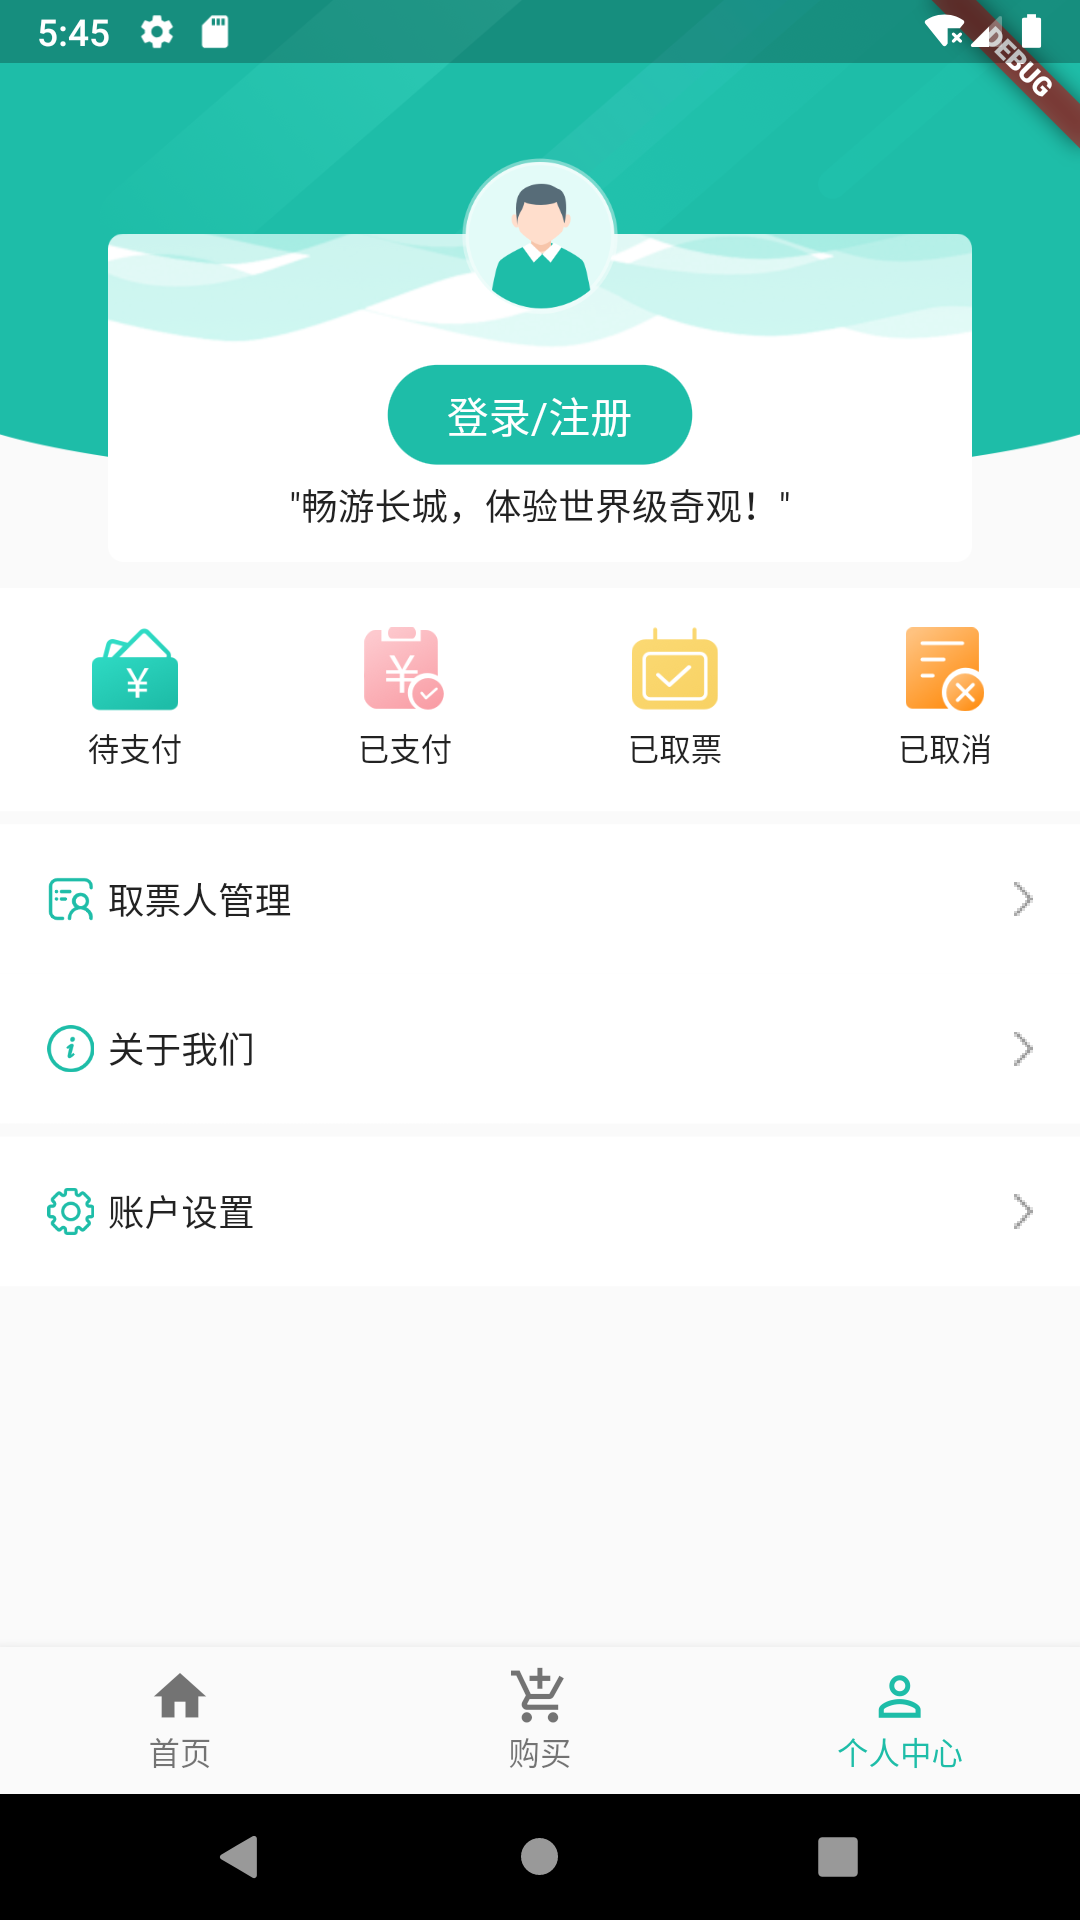 5:45
DEBUG
登录/注册
"畅游长城，体验世界级奇观！"
¥ ¥
待支付 已支付 已取票 已取消
取票人管理
i 关于我们
账户设置
首页 购买 个人中心